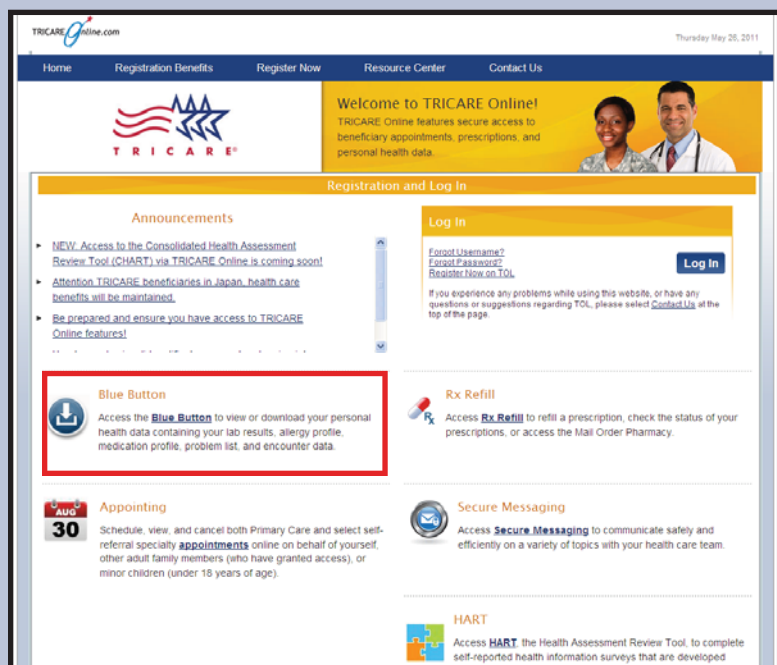 TRICARE Online.com
Thursday May 26, 2011
Home Registration Benefits Register Now Resource Center Contact Us
TRICARE®
Welcome to TRICARE Online!
TRICARE Online features secure access to
beneficiary appointments, prescriptions, and
personal health data.
Registration and Log In
Announcements
NEW: Access to the Consolidated Health Assessment
Review Tool (CHART) via TRICARE Online is coming soon!
Attention TRICARE beneficiaries in Japan, health care
benefits will be maintained.
Be prepared and ensure you have access to TRICARE
Online features!
Log In
Forgot Username?
Forgot Password?
Register Now on TOL
Log In
If you experience any problems while using this website, or have any
questions or suggestions regarding TOL, please select Contact Us at the
top of the page.
Blue Button
Access the Blue Button to view or download your personal
health data containing your lab results, allergy profile,
medication profile, problem list, and encounter data.
Rx Refill
Rx
Access Rx Refill to refill a prescription, check the status of your
prescriptions, or access the Mail Order Pharmacy.
AUG
30
Appointing
Schedule, view, and cancel both Primary Care and select self-
referral specialty appointments online on behalf of yourself,
other adult family members (who have granted access), or
minor children (under 18 years of age).
Secure Messaging
Access Secure Messaging to communicate safely and
efficiently on a variety of topics with your health care team.
HART
Access HART, the Health Assessment Review Tool, to complete
self-reported health information surveys that are developed